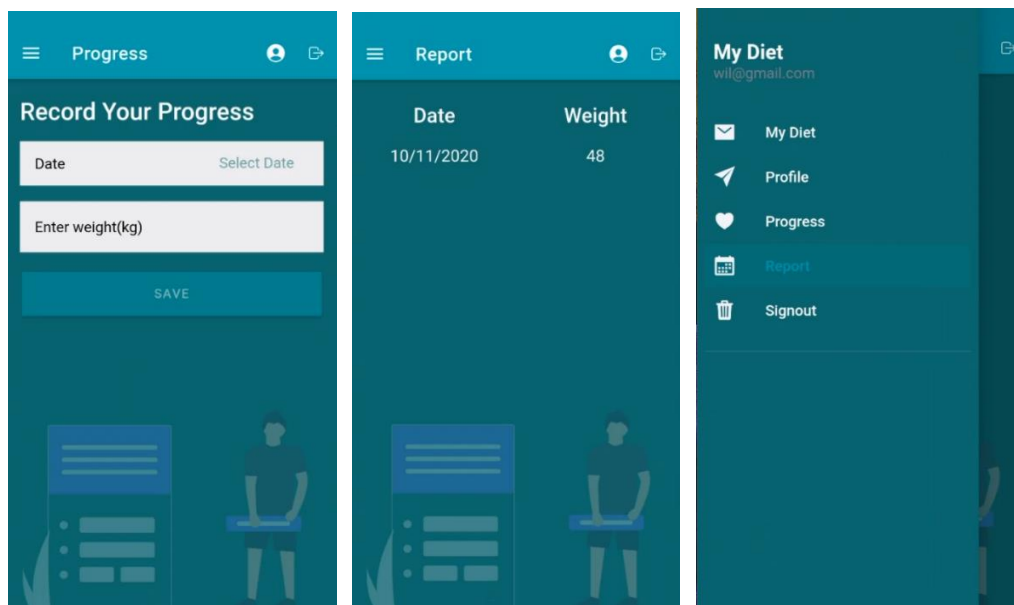 Progress
Record Your Progress
Date Select Date
Enter weight(kg)
SAVE
Report
Date Weight
10/11/2020 48
My Diet
wil@gmail.com
My Diet
Profile
Progress
Report
Signout